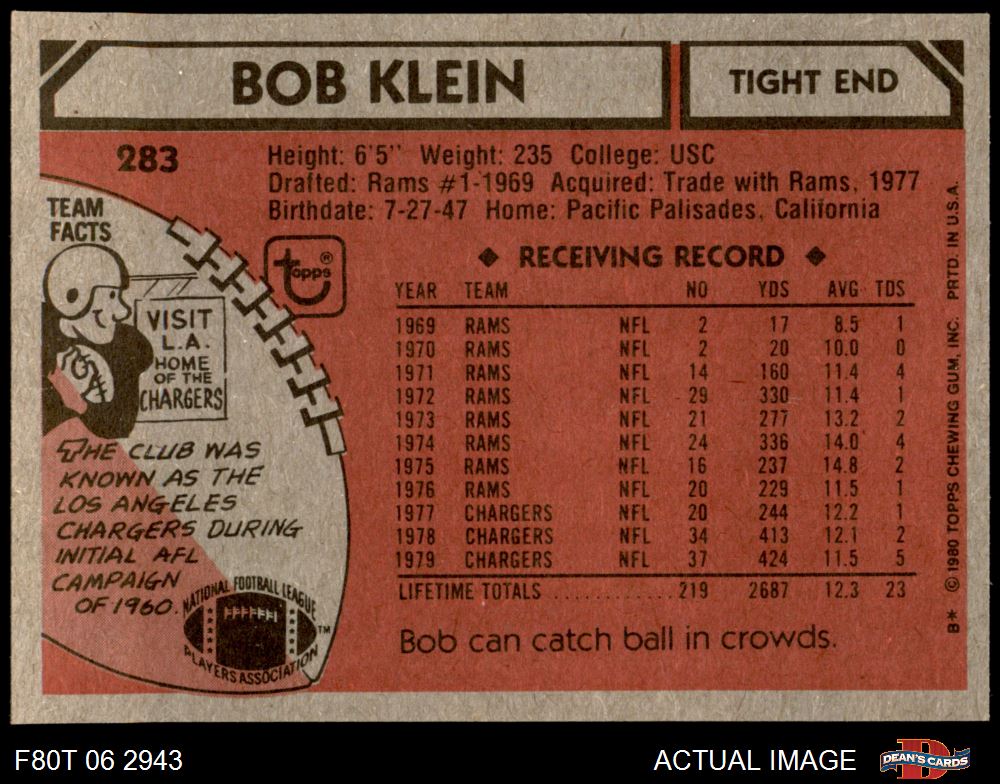 BOB KLEIN
TIGHT END
283
Height: 6'5" Weight: 235 College: USC
Drafted: Rams #1-1969 Acquired: Trade with Rams, 1977
Birthdate: 7-27-47 Home: Pacific Palisades, California
TEAM
FACTS
topps®
VISIT
L.A.
HOME
OF THE
CHARGERS
THE CLUB WAS
KNOWN AS THE
LOS ANGELES
CHARGERS DURING
INITIAL AFL
CAMPAIGN
OF 1960.
NATIONAL FOOTBALL LEAGUE
PLAYERS ASSOCIATION
TM
◆ RECEIVING RECORD ◆
YEAR TEAM NO YDS AVG TDS
1969 RAMS NFL 2 17 8.5 1
1970 RAMS NFL 2 20 10.0 0
1971 RAMS NFL 14 160 11.4 4
1972 RAMS NFL 29 330 11.4 1
1973 RAMS NFL 21 277 13.2 2
1974 RAMS NFL 24 336 14.0 4
1975 RAMS NFL 16 237 14.8 2
1976 RAMS NFL 20 229 11.5 1
1977 CHARGERS NFL 20 244 12.2 1
1978 CHARGERS NFL 34 413 12.1 2
1979 CHARGERS NFL 37 424 11.5 5
LIFETIME TOTALS ............ 219 2687 12.3 23
Bob can catch ball in crowds.
B* © 1980 TOPPS CHEWING GUM, INC. PRTD. IN U.S.A.
F80T 06 2943
ACTUAL IMAGE
DEAN'S CARDS